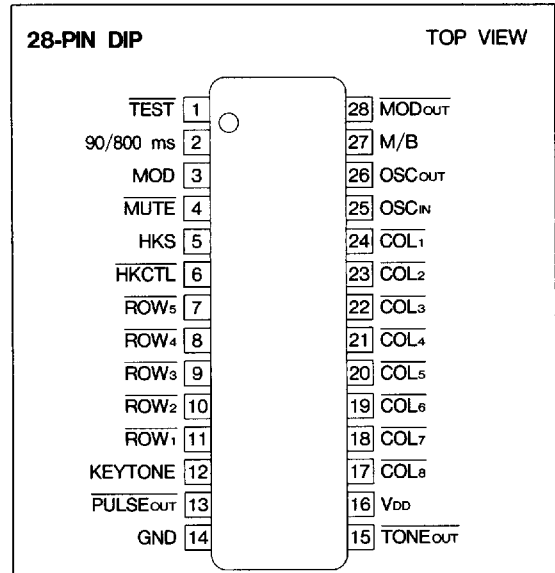 28-PIN DIP TOP VIEW
TEST 1 28 MODOUT
90/800 ms 2 27 M/B
MOD 3 26 OSCOUT
MUTE 4 25 OSCIN
HKS 5 24 COL1
HKCTL 6 23 COL2
ROW5 7 22 COL3
ROW4 8 21 COL4
ROW3 9 20 COL5
ROW2 10 19 COL6
ROW1 11 18 COL7
KEYTONE 12 17 COL8
PULSEOUT 13 16 VDD
GND 14 15 TONEOUT